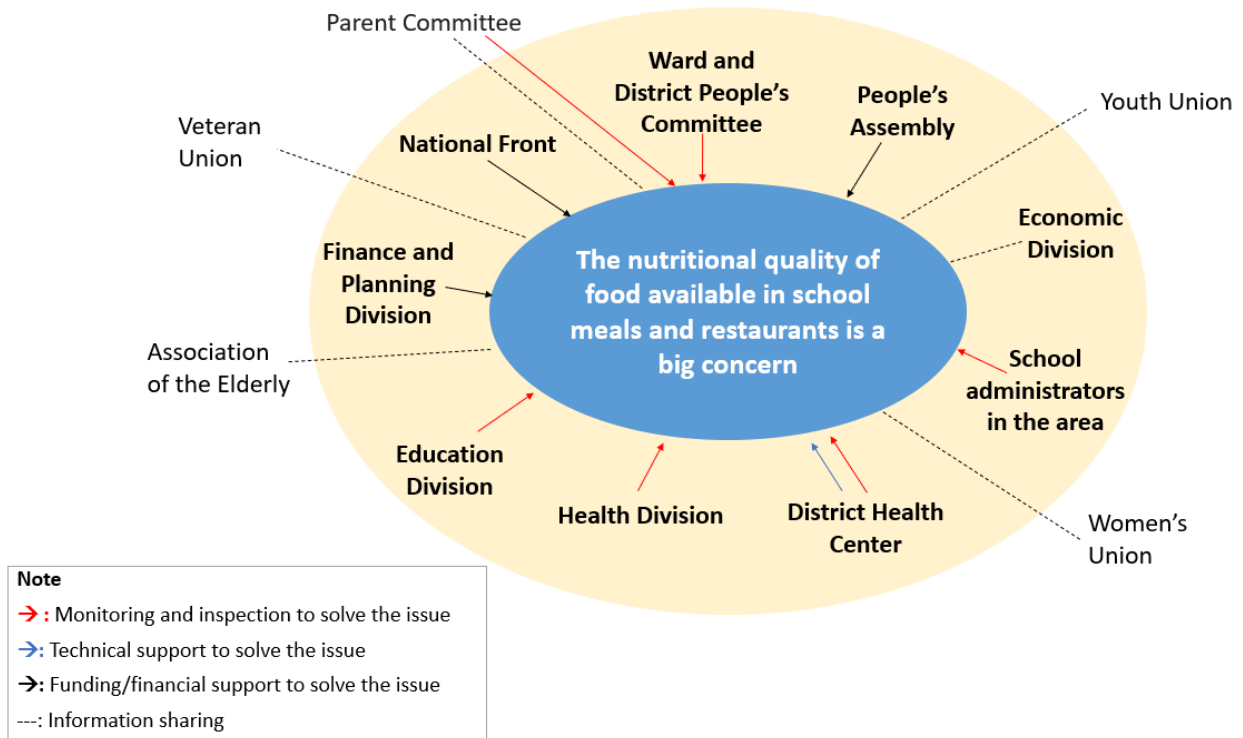 Parent Committee
Ward and
District People's
Committee
People's
Assembly
Youth Union
Veteran
Union
National Front
Economic
Division
Finance and
Planning
Division
The nutritional quality of
food available in school
meals and restaurants is a
big concern
Association
of the Elderly
School
administrators
in the area
Education
Division
Health Division
District Health
Center
Women's
Union
Note
→ : Monitoring and inspection to solve the issue
→: Technical support to solve the issue
→: Funding/financial support to solve the issue
---: Information sharing